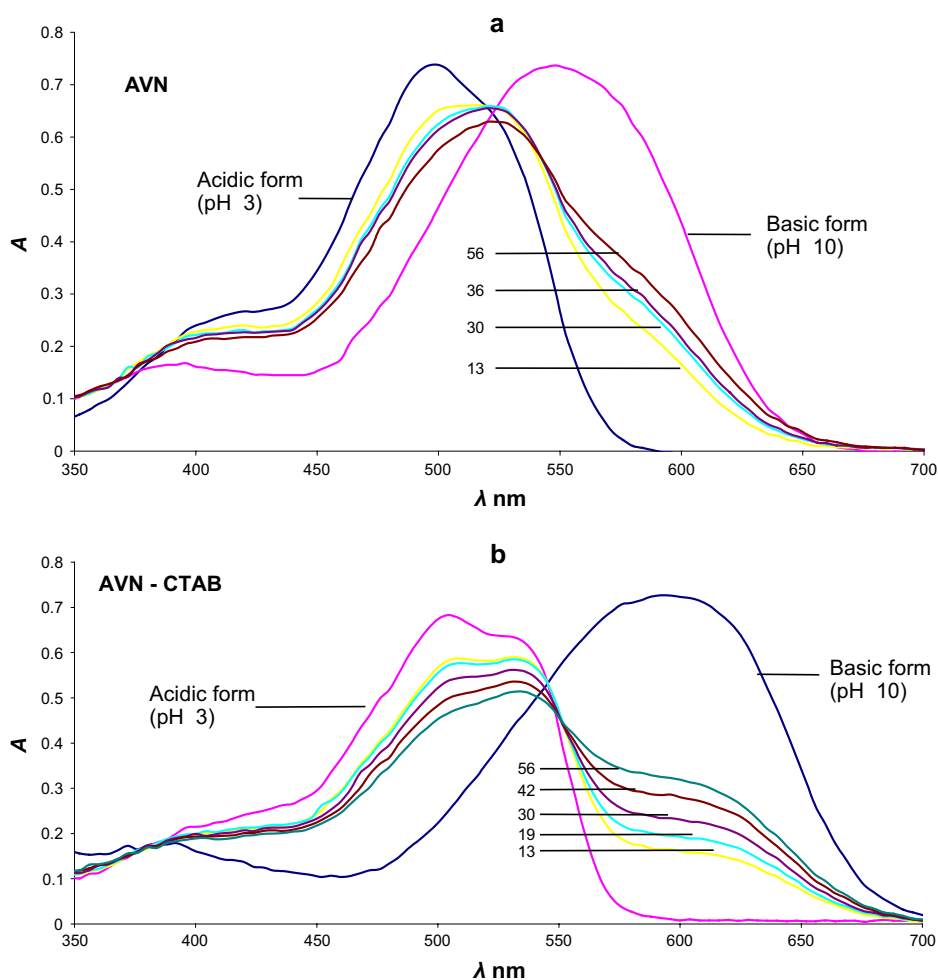 a
0.8
AVN
0.7
0.6
0.5
Acidic form
(pH 3)
Basic form
(pH 10)
A
0.4
56
0.3
36
30
0.2
13
0.1
0
350 400 450 500 550 600 650 700
λ nm
b
0.8
AVN - CTAB
0.7
0.6
Basic form
(pH 10)
Acidic form
(pH 3)
0.5
A
0.4
56
0.3
42
30
0.2
19
13
0.1
0
350 400 450 500 550 600 650 700
λ nm